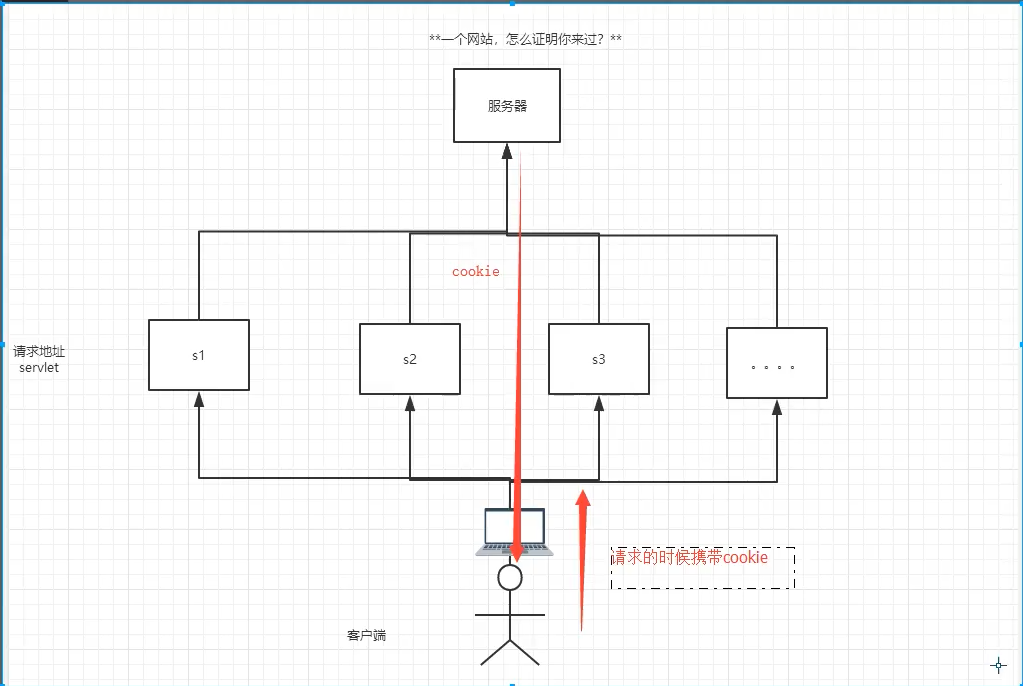 **一个网站，怎么证明你来过？**
服务器
cookie
请求地址
servlet
s1
s2
s3
。。。。
请求的时候携带cookie
客户端